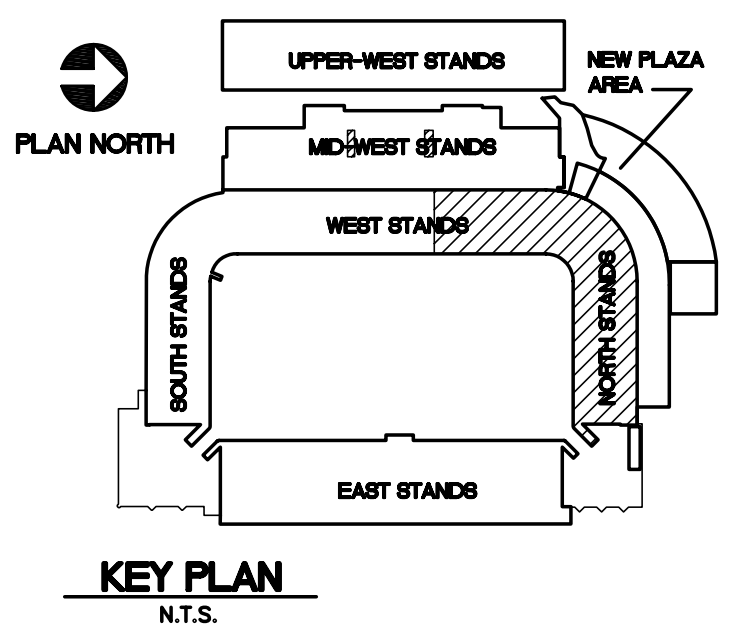 UPPER-WEST STANDS
NEW PLAZA
AREA
PLAN NORTH
MID-WEST STANDS
WEST STANDS
SOUTH STANDS
NORTH STANDS
EAST STANDS
KEY PLAN
N.T.S.